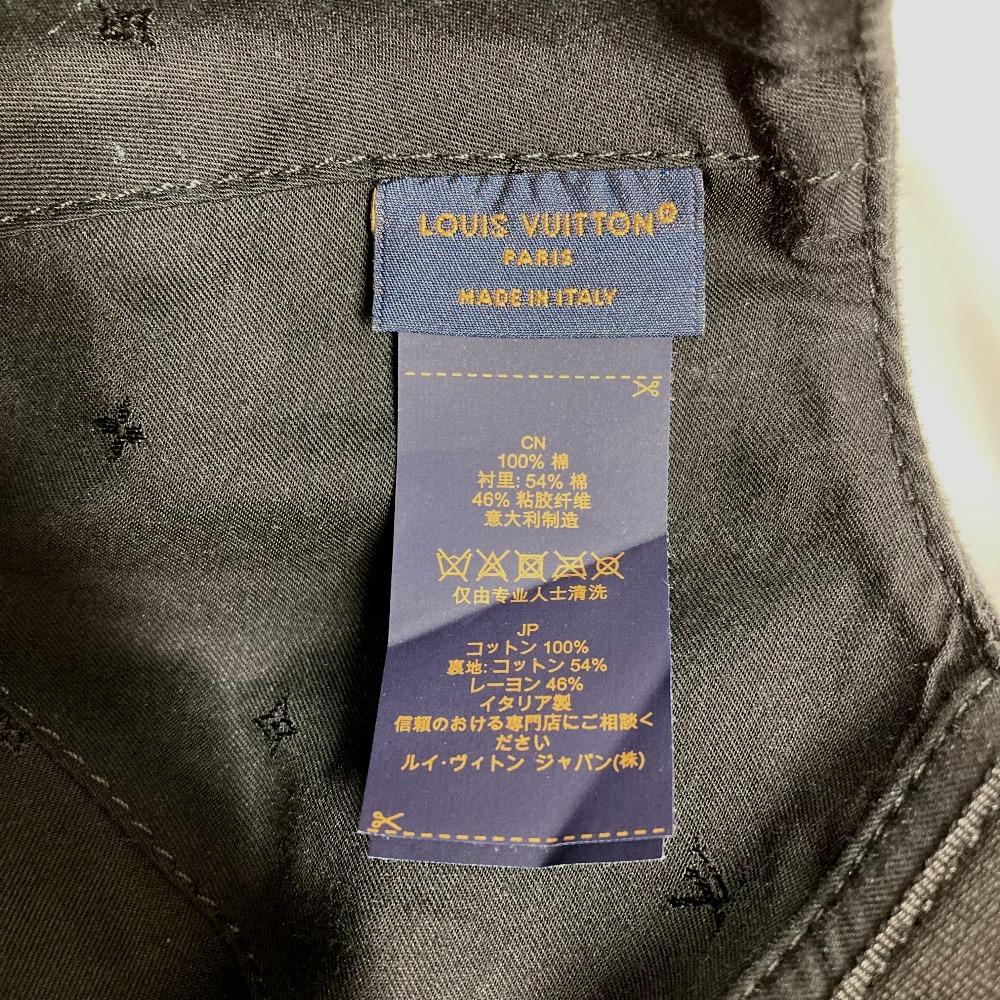 LOUIS VUITTON®
PARIS
MADE IN ITALY
CN
100% 棉
衬里: 54% 棉
46% 粘胶纤维
意大利制造
仅由专业人士清洗
JP
コットン 100%
裏地: コットン 54%
レーヨン 46%
イタリア製
信頼のおける専門店にご相談く
ださい
ルイ·ヴィトン ジャパン(株)